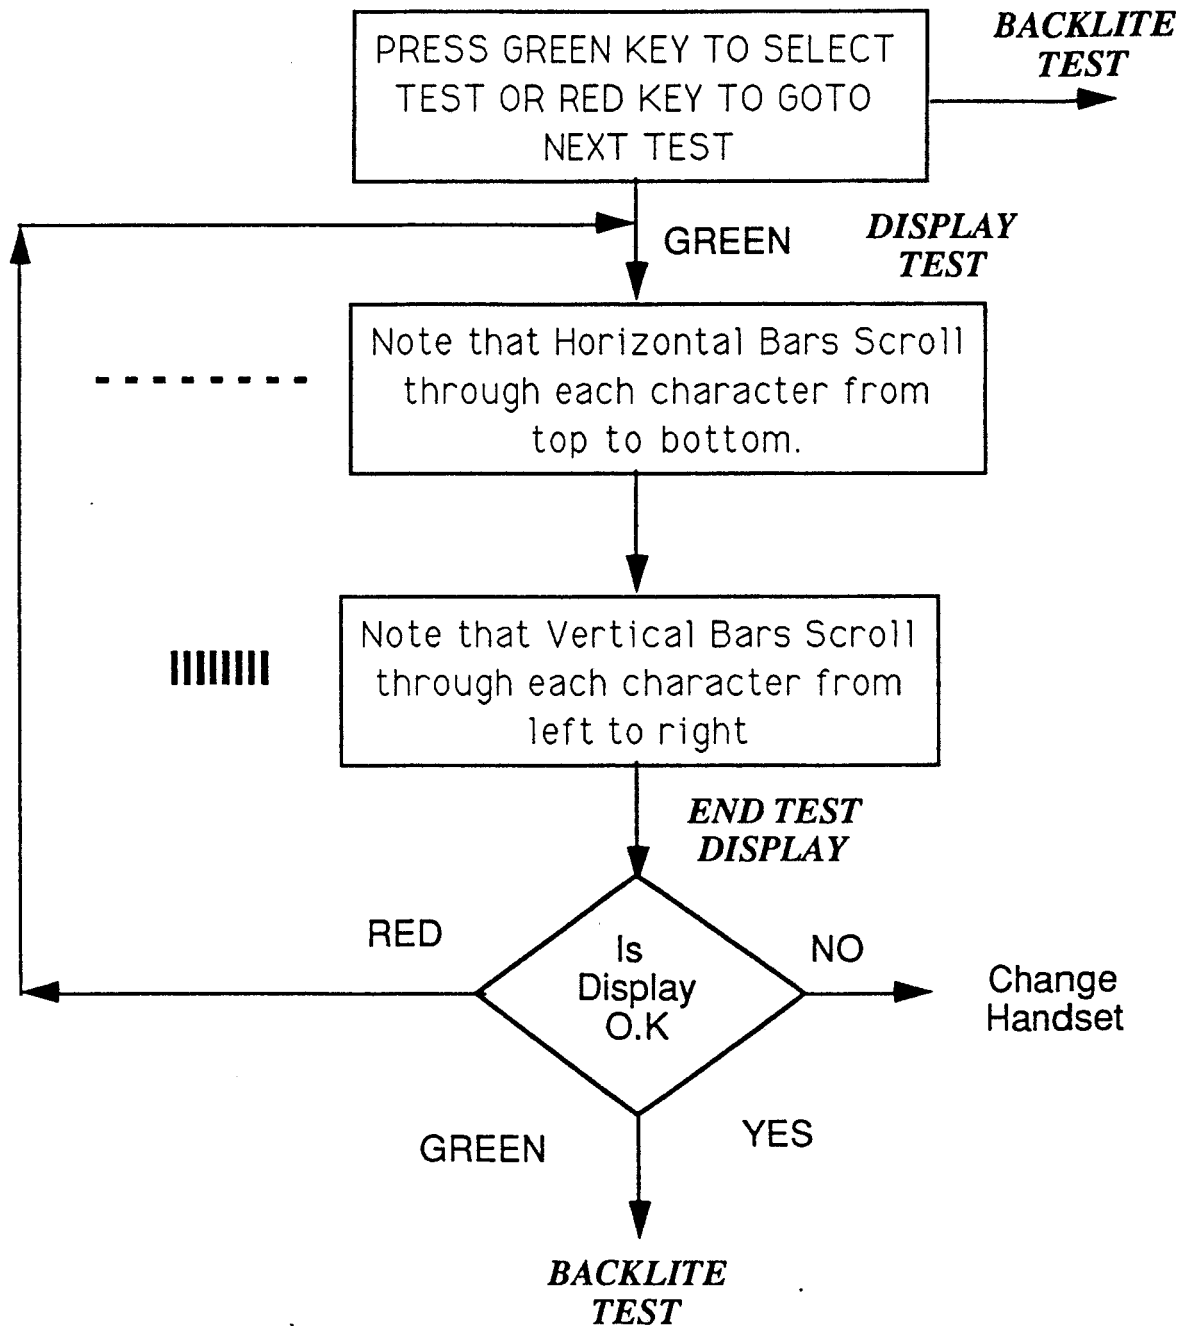 PRESS GREEN KEY TO SELECT
TEST OR RED KEY TO GOTO
NEXT TEST
BACKLITE
TEST
GREEN
DISPLAY
TEST
Note that Horizontal Bars Scroll
through each character from
top to bottom.
Note that Vertical Bars Scroll
through each character from
left to right
END TEST
DISPLAY
RED
Is
Display
O.K
NO
Change
Handset
GREEN
YES
BACKLITE
TEST